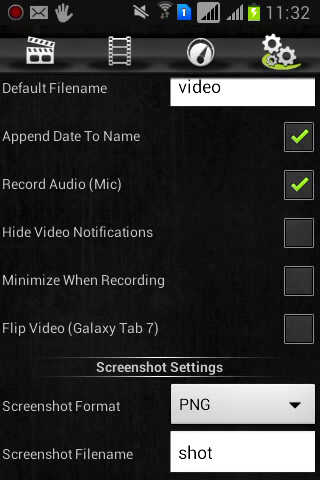 1
11:32
Default Filename
video
Append Date To Name
Record Audio (Mic)
Hide Video Notifications
Minimize When Recording
Flip Video (Galaxy Tab 7)
Screenshot Settings
Screenshot Format
PNG
Screenshot Filename
shot